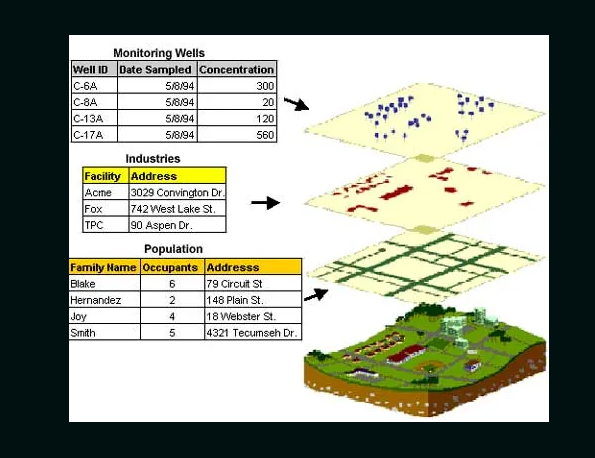 Monitoring Wells
Well ID Date Sampled Concentration
C-6A 5/8/94 300
C-8A 5/8/94 20
C-13A 5/8/94 120
C-17A 5/8/94 560
Industries
Facility Address
Acme 3029 Convington Dr.
Fox 742 West Lake St.
TPC 90 Aspen Dr.
Population
Family Name Occupants Addresss
Blake 6 79 Circuit St
Hernandez 2 148 Plain St.
Joy 4 18 Webster St.
Smith 5 4321 Tecumseh Dr.